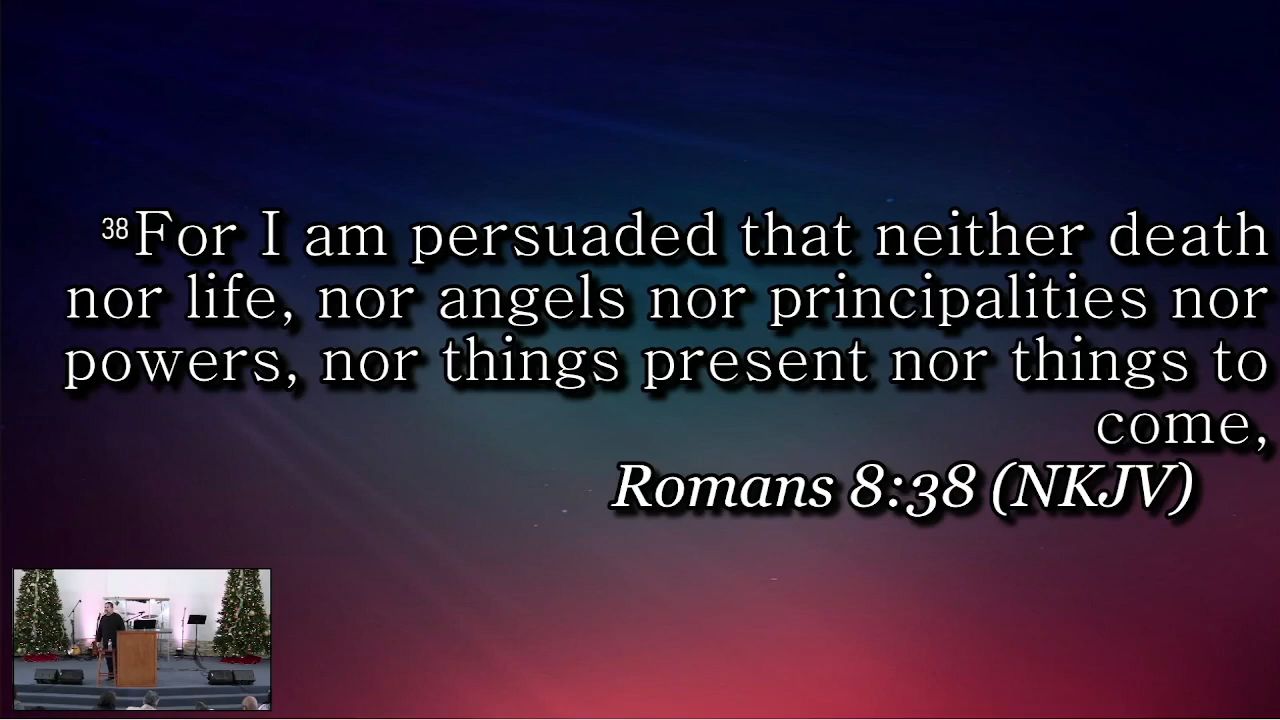 38For I am persuaded that neither death
nor life, nor angels nor principalities nor
powers, nor things present nor things to
come,
Romans 8:38 (NKJV)